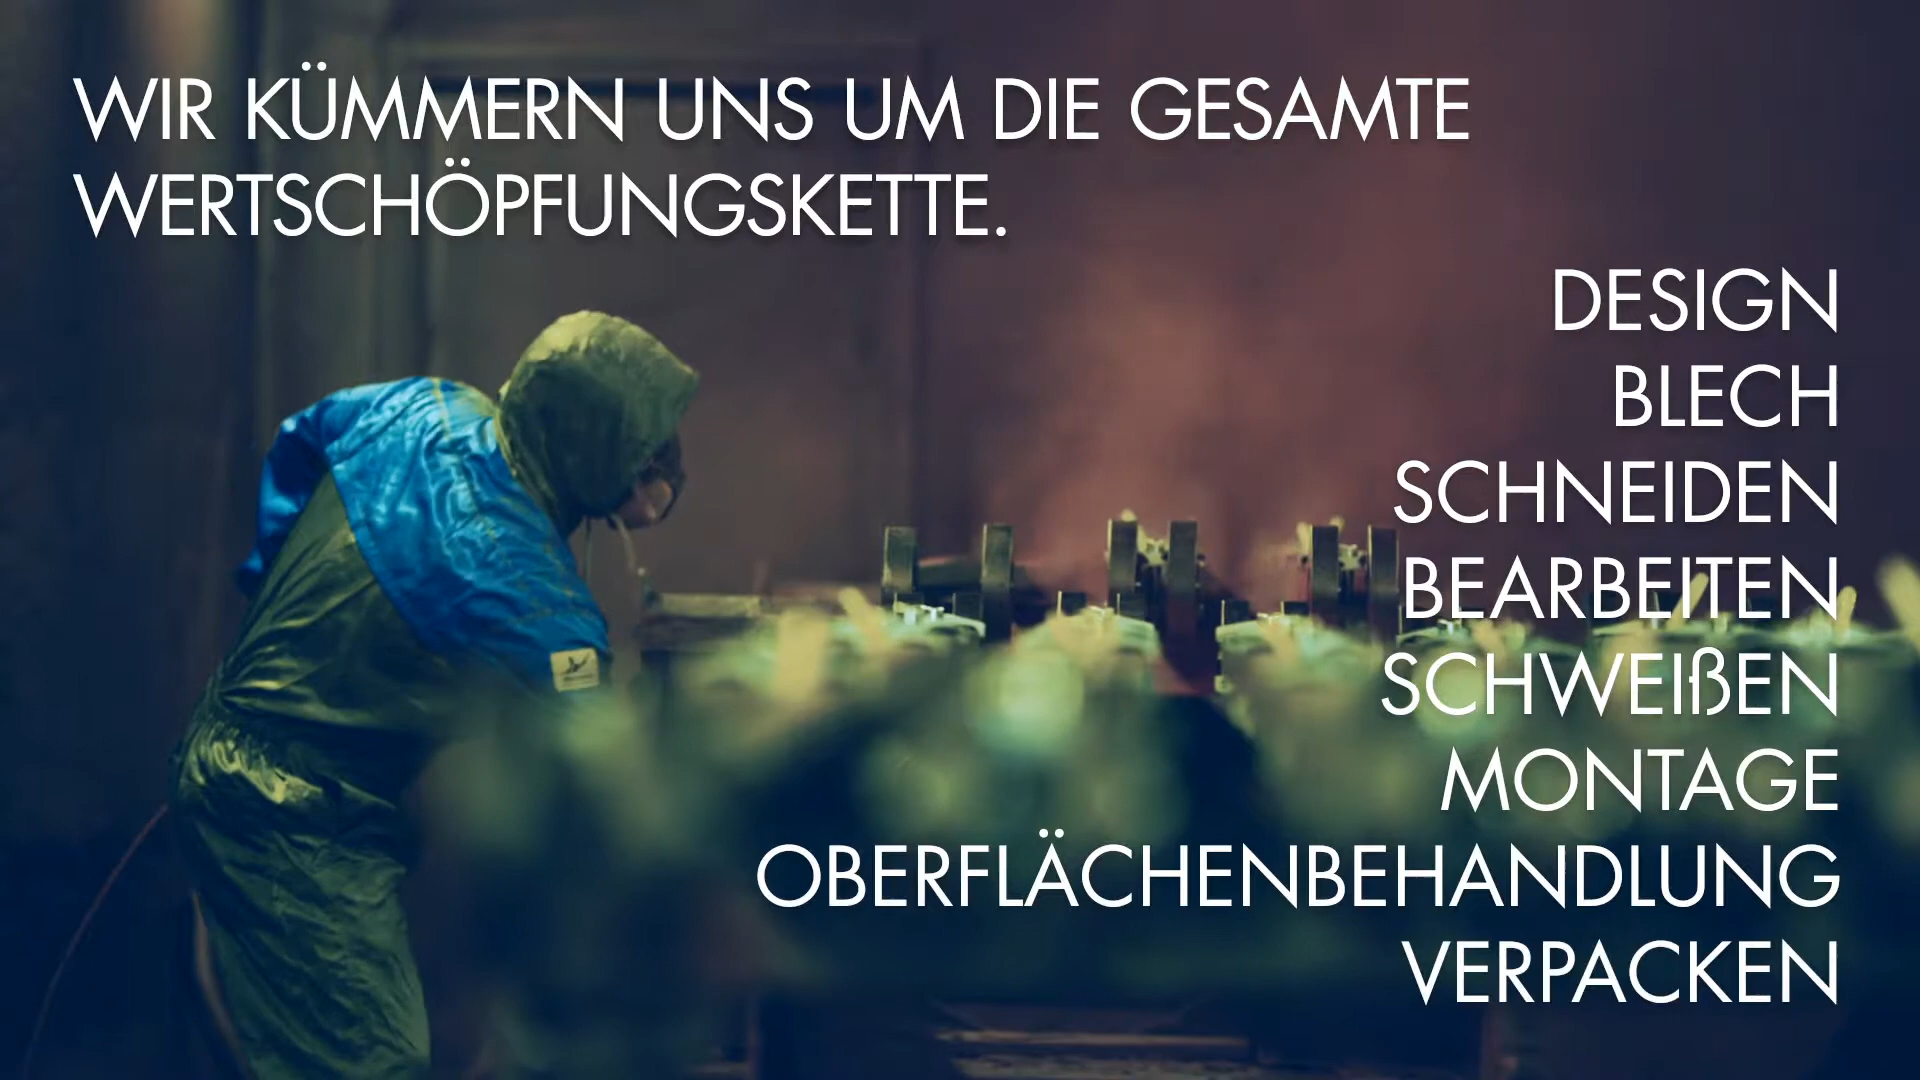 WIR KÜMMERN UNS UM DIE GESAMTE
WERTSCHÖPFUNGSKETTE.
DESIGN
BLECH
SCHNEIDEN
BEARBEITEN
SCHWEIßEN
MONTAGE
OBERFLÄCHENBEHANDLUNG
VERPACKEN